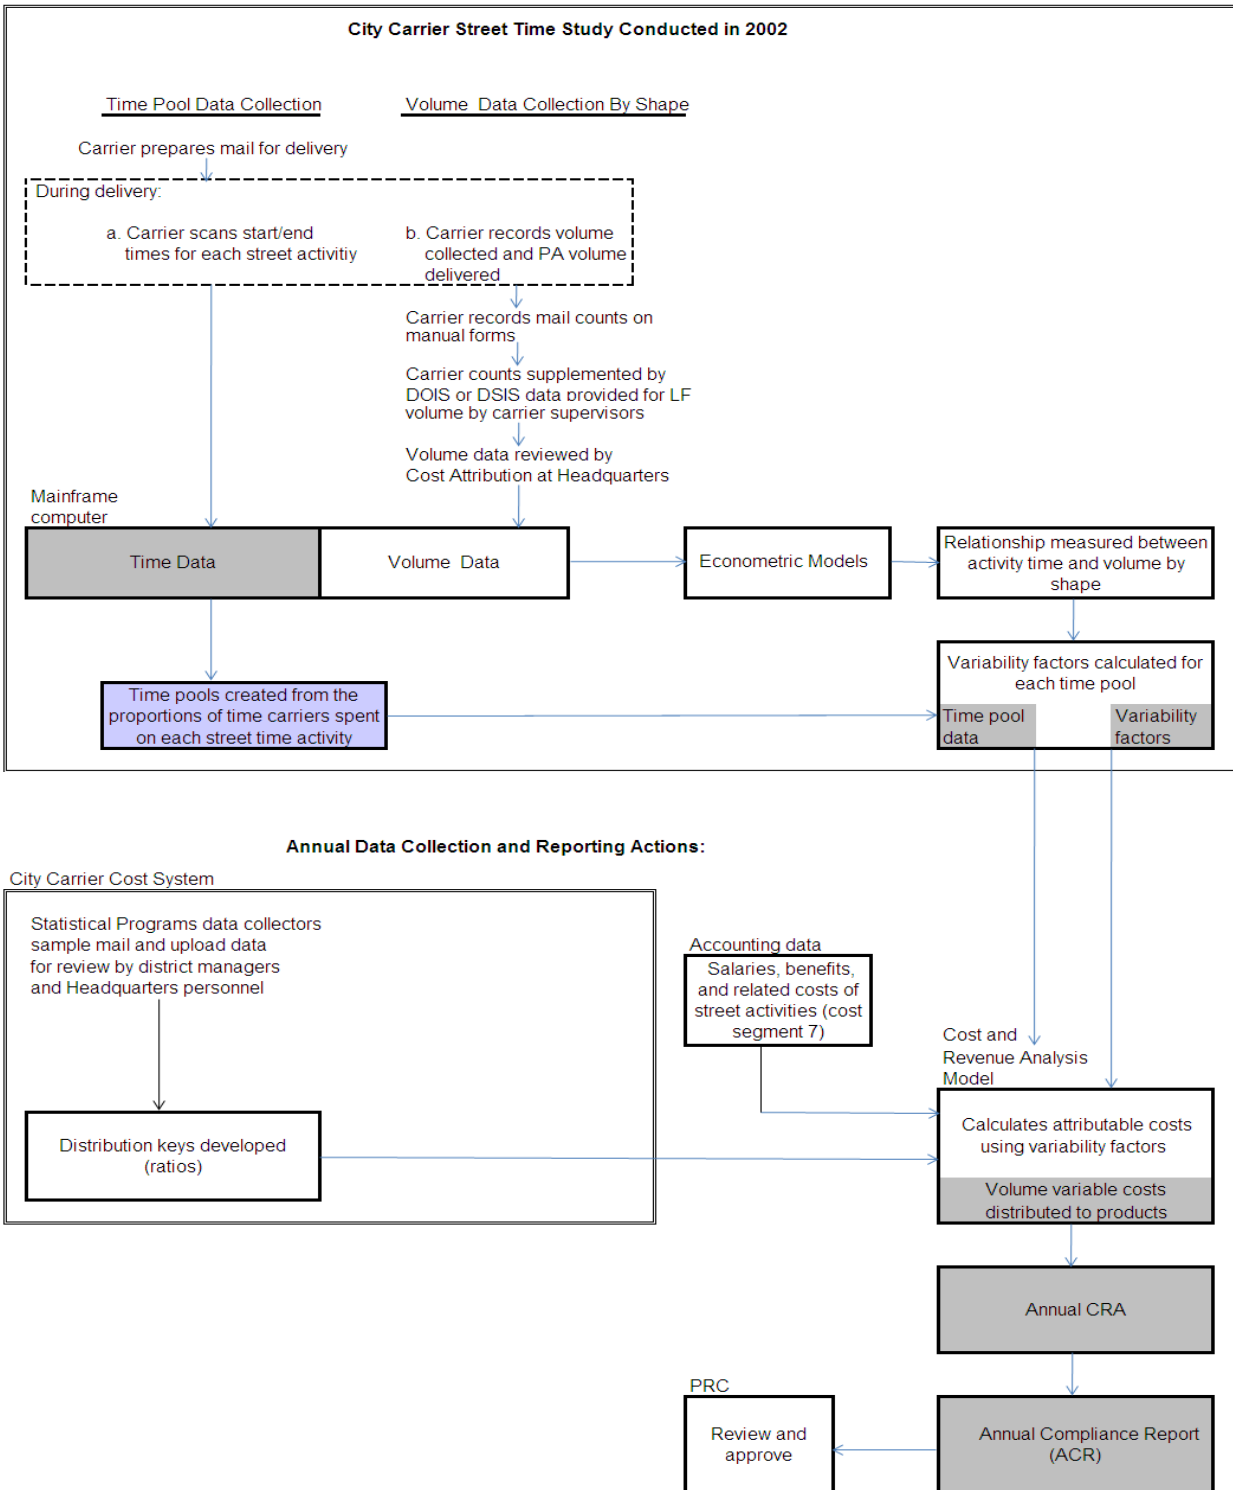 City Carrier Street Time Study Conducted in 2002
Time Pool Data Collection
Volume Data Collection By Shape
Carrier prepares mail for delivery
During delivery:
a. Carrier scans start/end
times for each street activitiy
b. Carrier records volume
collected and PA volume
delivered
Carrier records mail counts on
manual forms
Carrier counts supplemented by
DOIS or DSIS data provided for LF
volume by carrier supervisors
Volume data reviewed by
Cost Attribution at Headquarters
Mainframe
computer
Time Data
Volume Data
Econometric Models
Relationship measured between
activity time and volume by
shape
Time pools created from the
proportions of time carriers spent
on each street time activity
Variability factors calculated for
each time pool
Time pool
data
Variability
factors
Annual Data Collection and Reporting Actions:
City Carrier Cost System
Statistical Programs data collectors
sample mail and upload data
for review by district managers
and Headquarters personnel
Distribution keys developed
(ratios)
Accounting data
Salaries, benefits,
and related costs of
street activities (cost
segment 7)
Cost and
Revenue Analysis
Model
Calculates attributable costs
using variability factors
Volume variable costs
distributed to products
Annual CRA
Annual Compliance Report
(ACR)
PRC
Review and
approve